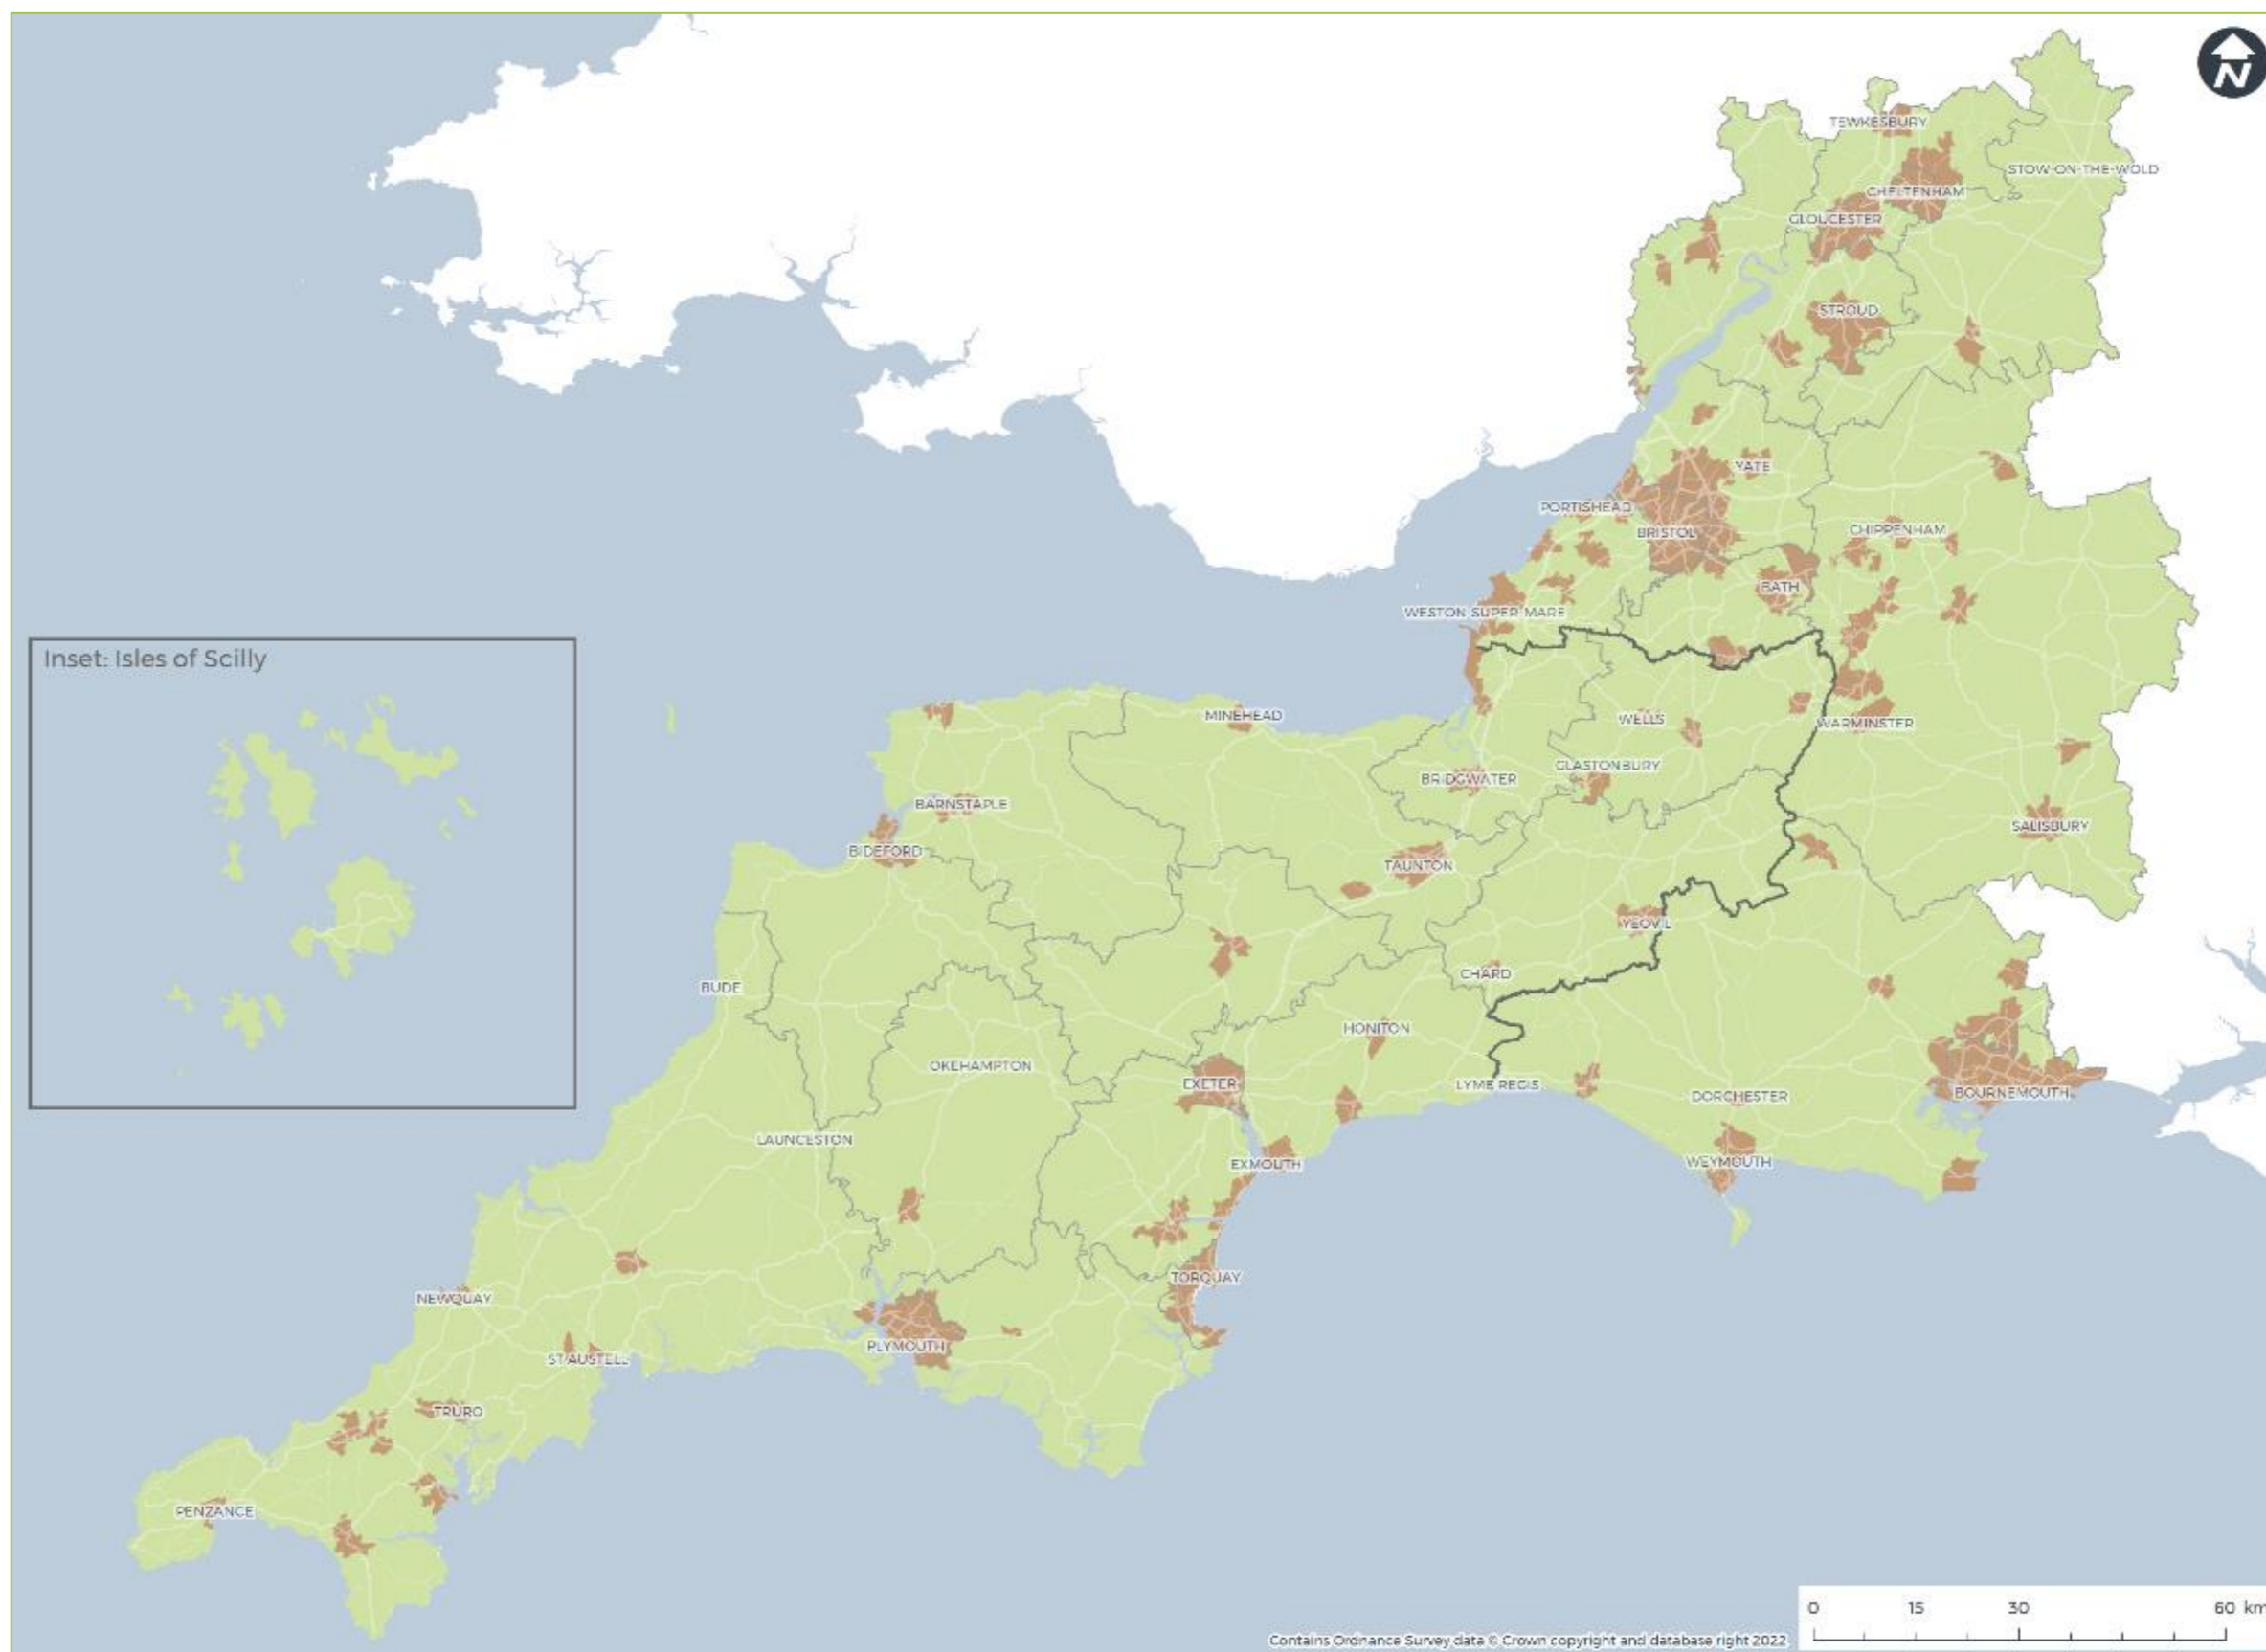 N
TEWKESBURY
STOW-ON-THE-WOLD
CHELTENHAM
GLOUCESTER
STROUD
YATE
PORTISHEAD
BRISTOL
CHIPPENHAM
BATH
WESTON-SUPER-MARE
Inset: Isles of Scilly
MINEHEAD
WELLS
WARMINSTER
GLASTONBURY
BRIDGWATER
BARNSTAPLE
SALISBURY
BIDEFORD
TAUNTON
YEOVIL
CHARD
BUDE
HONITON
OKEHAMPTON
EXETER
LYME REGIS
BOURNEMOUTH
DORCHESTER
LAUNCESTON
EXMOUTH
WEYMOUTH
TORQUAY
NEWQUAY
PLYMOUTH
ST AUSTELL
TRURO
PENZANCE
0 15 30 60 km
Contains Ordnance Survey data © Crown copyright and database right 2022